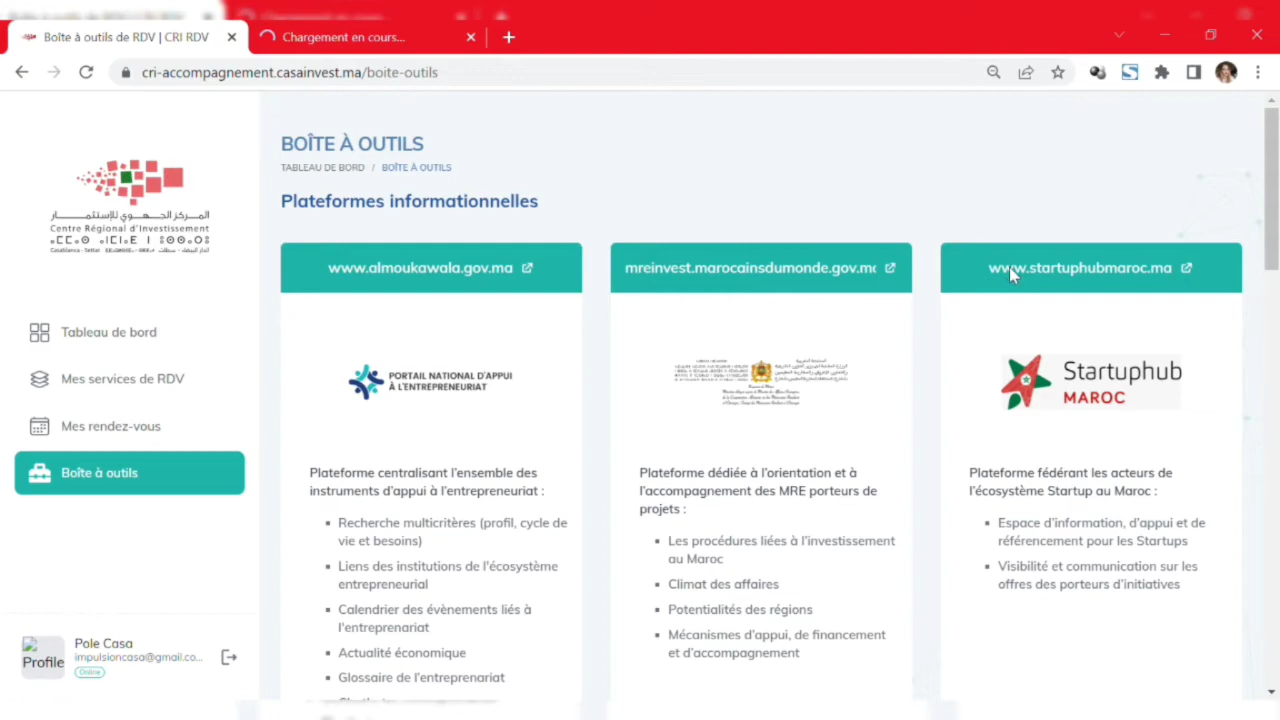 Boîte à outils de RDV | CRI RDV
Chargement en cours...
cri-accompagnement.casainvest.ma/boite-outils
المركز الجهوي للإستثمار
Centre Régional d'Investissement
Tableau de bord
Mes services de RDV
Mes rendez-vous
Boîte à outils
Profile
Pole Casa
impulsioncasa@gmail.co...
Online
BOÎTE À OUTILS
TABLEAU DE BORD / BOÎTE À OUTILS
Plateformes informationnelles
www.almoukawala.gov.ma
PORTAIL NATIONAL D'APPUI
À L'ENTREPRENEURIAT
Plateforme centralisant l'ensemble des
instruments d'appui à l'entrepreneuriat :
▪ Recherche multicritères (profil, cycle de
vie et besoins)
▪ Liens des institutions de l'écosystème
entrepreneurial
▪ Calendrier des évènements liés à
l'entreprenariat
▪ Actualité économique
▪ Glossaire de l'entreprenariat
mreinvest.marocainsdumonde.gov.ma
Plateforme dédiée à l'orientation et à
l'accompagnement des MRE porteurs de
projets :
▪ Les procédures liées à l'investissement
au Maroc
▪ Climat des affaires
▪ Potentialités des régions
▪ Mécanismes d'appui, de financement
et d'accompagnement
www.startuphubmaroc.ma
Startuphub
MAROC
Plateforme fédérant les acteurs de
l'écosystème Startup au Maroc :
▪ Espace d'information, d'appui et de
référencement pour les Startups
▪ Visibilité et communication sur les
offres des porteurs d'initiatives